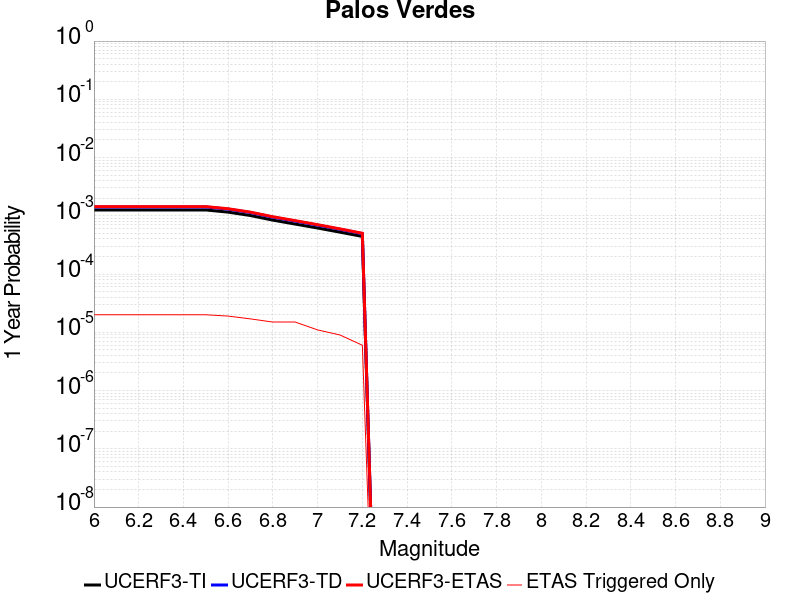 Palos Verdes
10^0
10^-1
10^-2
10^-3
10^-4
10^-5
10^-6
10^-7
10^-8
1 Year Probability
6 6.2 6.4 6.6 6.8 7 7.2 7.4 7.6 7.8 8 8.2 8.4 8.6 8.8 9
Magnitude
UCERF3-TI UCERF3-TD UCERF3-ETAS ETAS Triggered Only